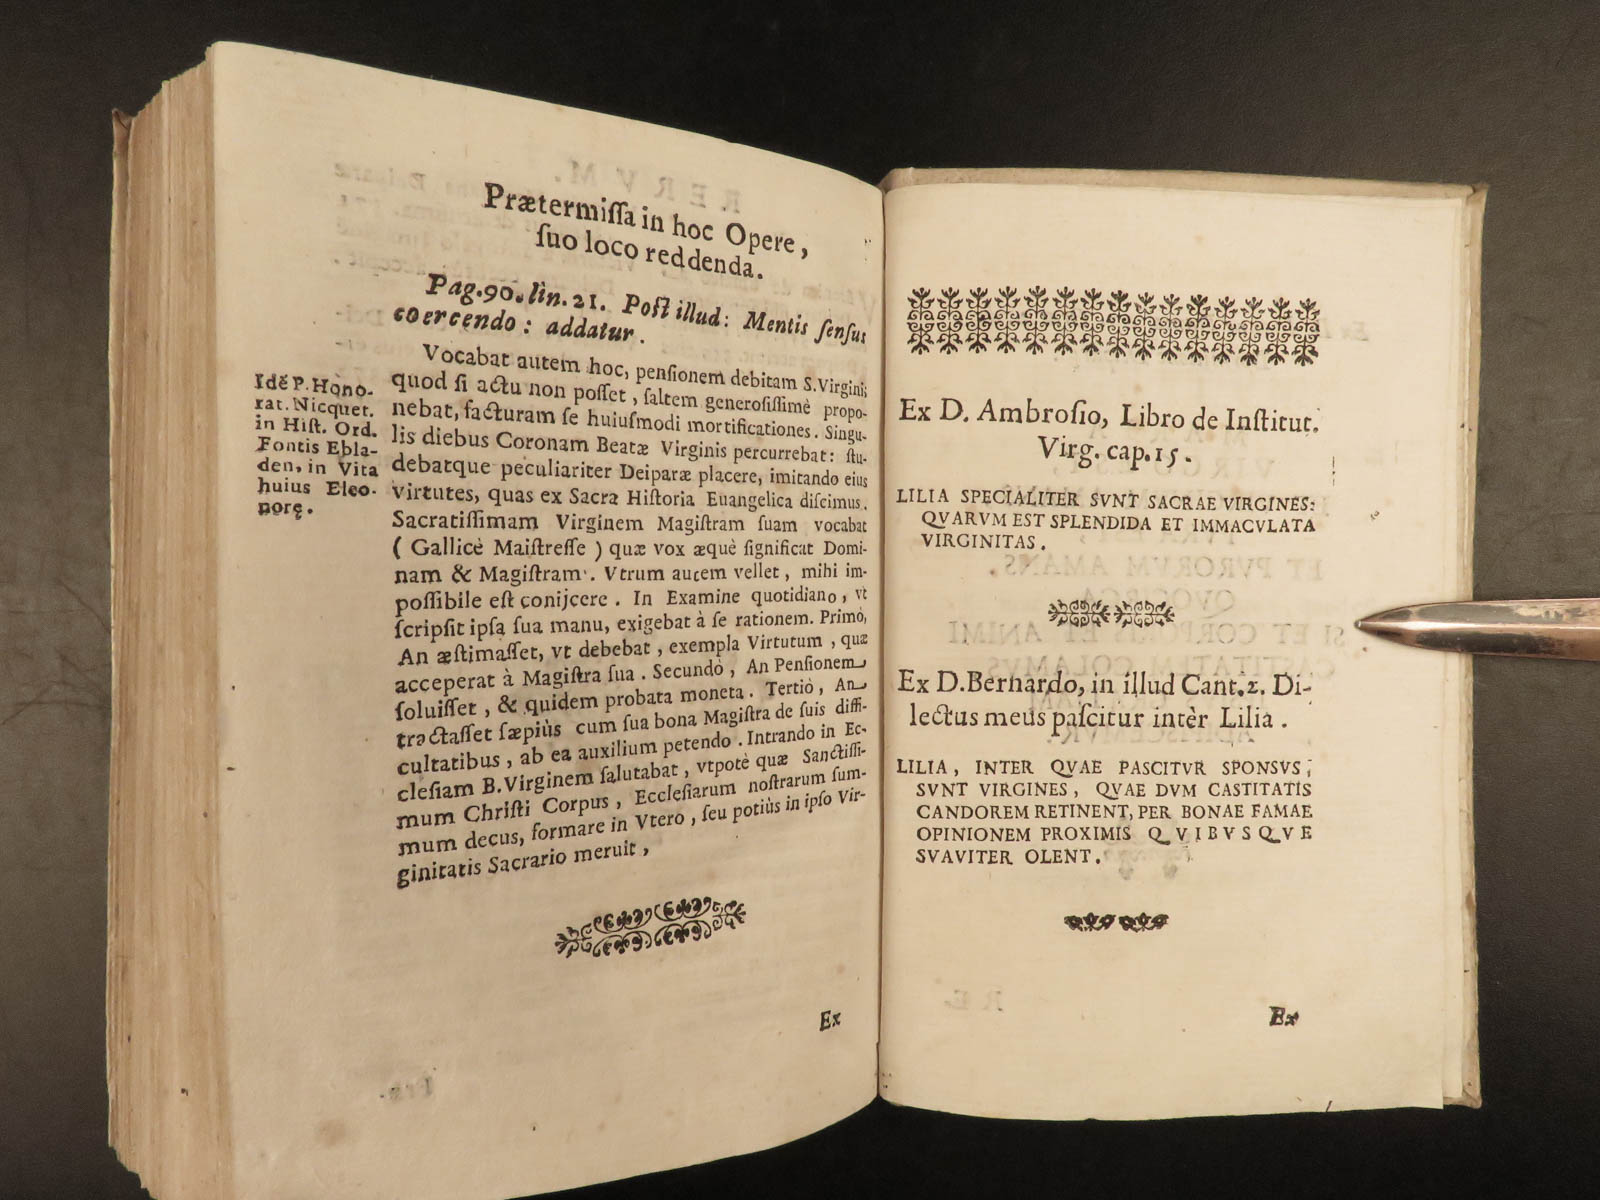 Prætermiſſa in hoc Opere,
ſuo loco reddenda.
Pag.90.lin.21. Poſt illud: Mentis ſenſus
coercendo: addatur.
Idē P. Hono-
rat. Nicquet.
in Hiſt. Ord.
Fontis Ebla-
den. in Vita
huius Eleo-
norę.
Vocabat autem hoc, penſionem debitam S. Virgini;
quod ſi actu non poſſet, ſaltem generoſiſſimè propo-
nebat, facturam ſe huiuſmodi mortificationes. Singu-
lis diebus Coronam Beatæ Virginis percurrebat: ſtu-
debatque peculiariter Deiparæ placere, imitando eius
virtutes, quas ex Sacra Hiſtoria Euangelica diſcimus.
Sacratiſſimam Virginem Magiſtram ſuam vocabat
( Gallicè Maiſtreſſe ) quæ vox æquè ſignificat Domi-
nam & Magiſtram. Vtrum autem vellet, mihi im-
poſſibile eſt conijcere. In Examine quotidiano, vt
ſcripſit ipſa ſua manu, exigebat à ſe rationem. Primò,
An æſtimaſſet, vt debebat, exempla Virtutum, quæ
acceperat à Magiſtra ſua. Secundò, An Penſionem
ſoluiſſet, & quidem probata moneta. Tertiò, An
tractaſſet ſæpiùs cum ſua bona Magiſtra de ſuis diffi-
cultatibus, ab ea auxilium petendo. Intrando in Ec-
cleſiam B. Virginem ſalutabat, vtpotè quæ Sanctiſſi-
mum Chriſti Corpus, Eccleſiarum noſtrarum ſum-
mum decus, formare in Vtero, ſeu potiùs in ipſo Vir-
ginitatis Sacrario meruit,
Ex
Ex D. Ambroſio, Libro de Inſtitut.
Virg. cap.15.
LILIA SPECIALITER SVNT SACRAE VIRGINES:
QVARVM EST SPLENDIDA ET IMMACVLATA
VIRGINITAS.
Ex D. Bernardo, in illud Cant.2. Di-
lectus meus paſcitur intèr Lilia.
LILIA, INTER QVAE PASCITVR SPONSVS,
SVNT VIRGINES, QVAE DVM CASTITATIS
CANDOREM RETINENT, PER BONAE FAMAE
OPINIONEM PROXIMIS QVIBVSQVE
SVAVITER OLENT.
Ex